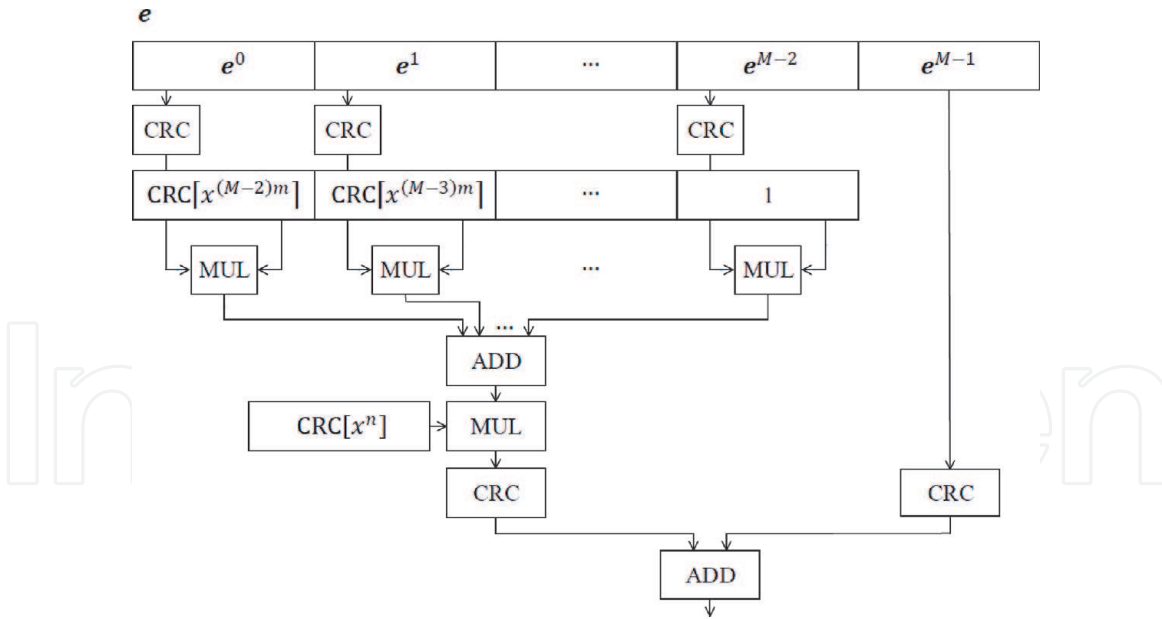 e
e^0 e^1 ... e^{M−2} e^{M−1}
CRC CRC CRC
CRC[x^{(M−2)m}] CRC[x^{(M−3)m}] ... 1
MUL MUL ... MUL
...
ADD
CRC[x^n] MUL
CRC CRC
ADD